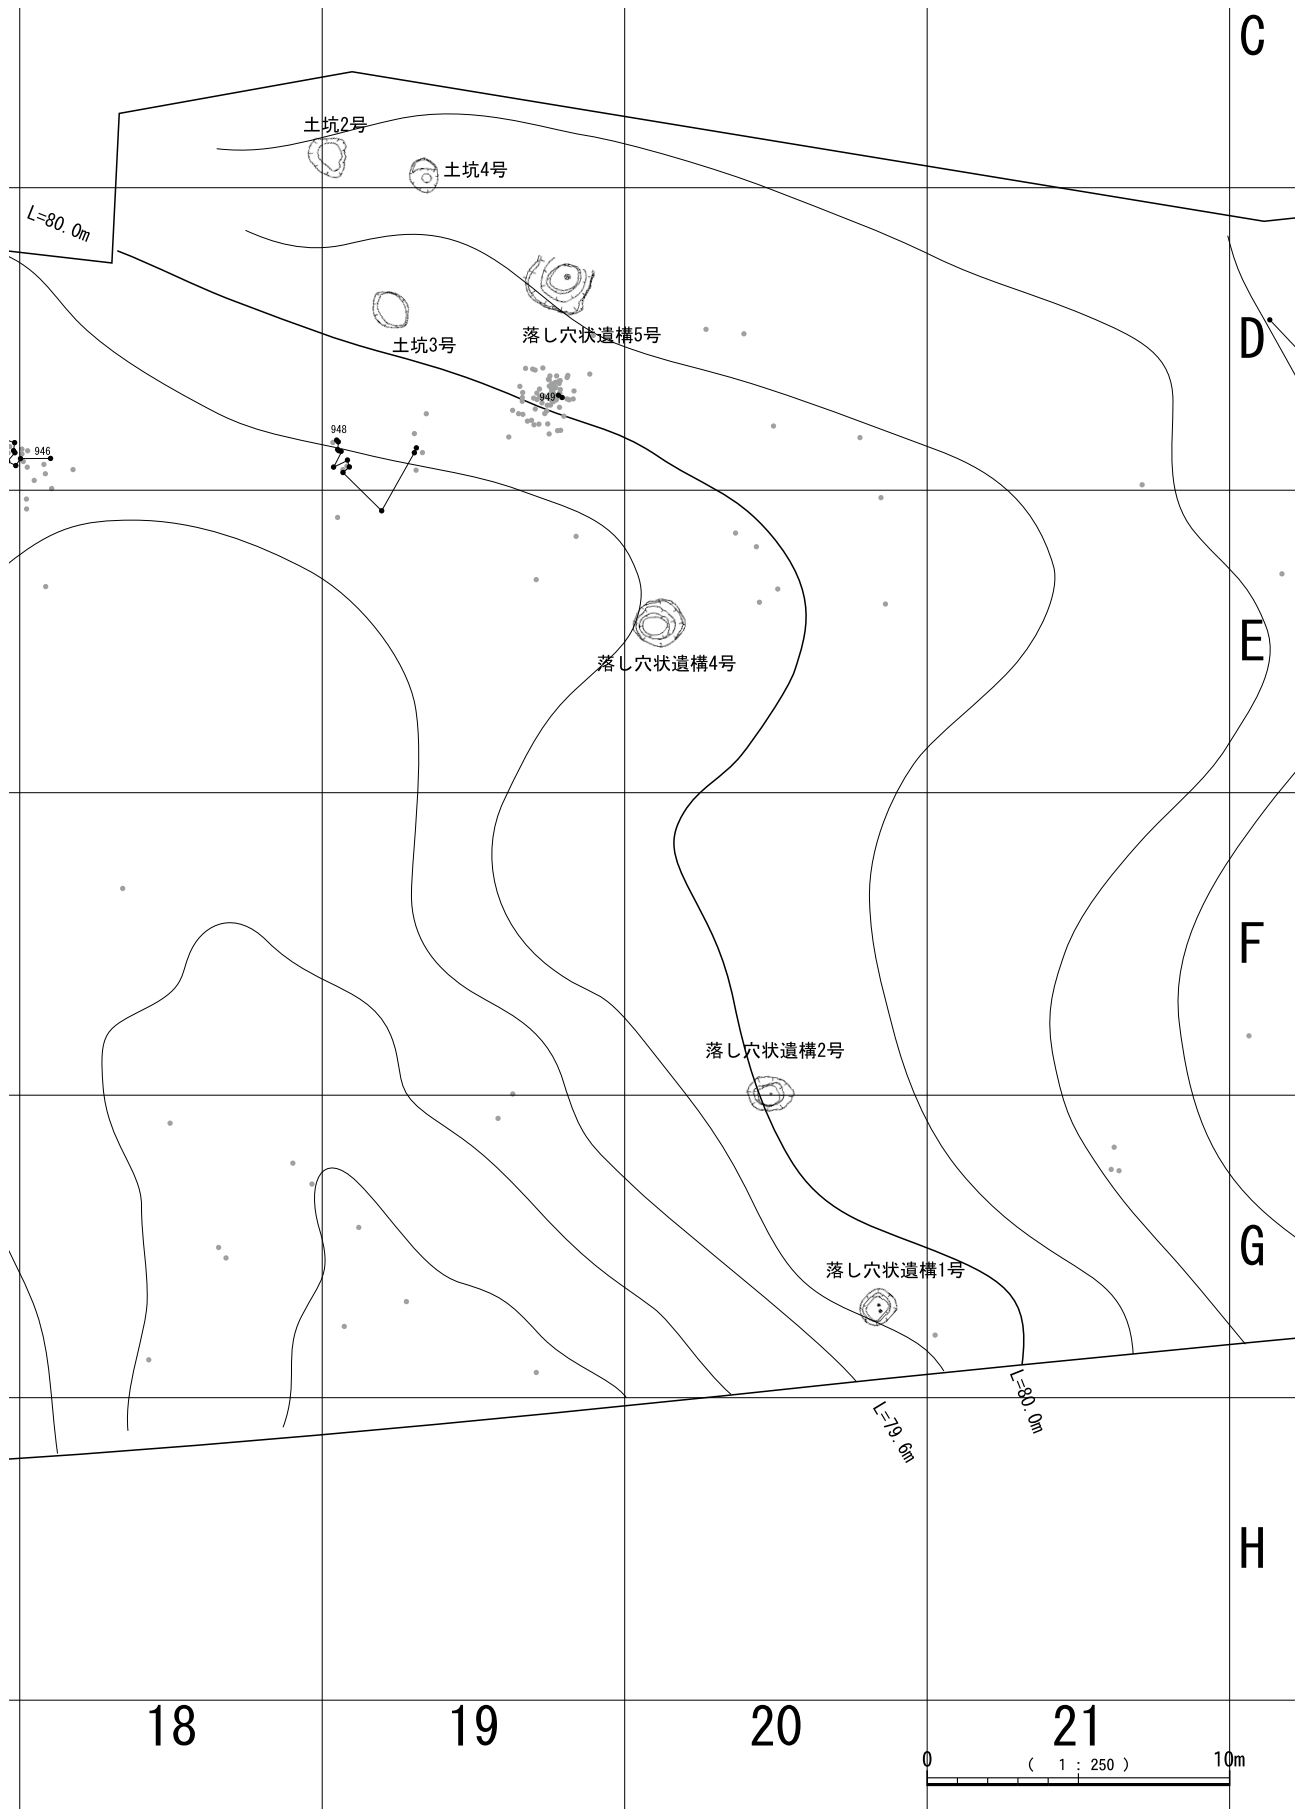 C
土坑2号
土坑4号
L=80.0m
落し穴状遺構5号
D
土坑3号
949
948
946
E
落し穴状遺構4号
F
落し穴状遺構2号
G
落し穴状遺構1号
L=80.0m
L=79.6m
H
18 19 20 21
0 10m
( 1 : 250 )